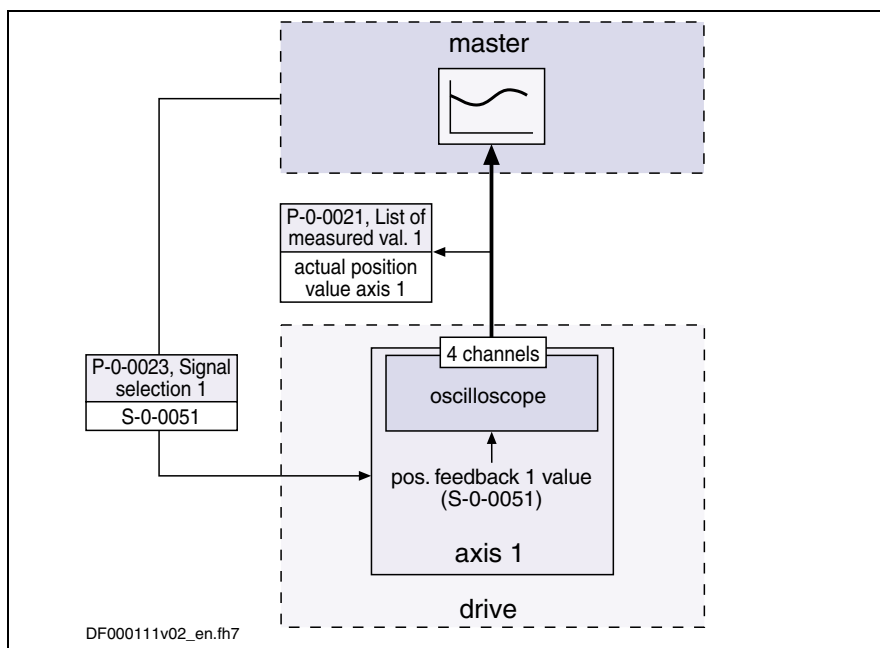 master
P-0-0021, List of
measured val. 1
actual position
value axis 1
P-0-0023, Signal
selection 1
S-0-0051
4 channels
oscilloscope
pos. feedback 1 value
(S-0-0051)
axis 1
drive
DF000111v02_en.fh7